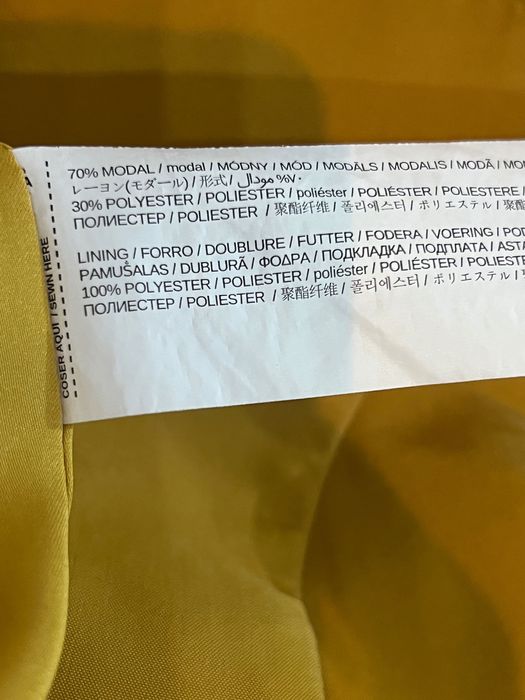 70% MODAL / modal / MÓDNY / MÓD / MODĀLS / MODALIS / MODĂ / MO
レーヨン(モダール) / 形式 / مودال %٧٠
30% POLYESTER / POLIÉSTER / poliéster / POLIÉSTER / POLIESTERE /
ПОЛИЕСТЕР / POLIESTER / 聚酯纤维 / 폴리에스터 / ポリエステル / 聚酯
LINING / FORRO / DOUBLURE / FUTTER / FODERA / VOERING / POD
PAMUŠALAS / DUBLURĂ / ΦΟΔΡΑ / ПОДКЛАДКА / ПОДПЛАТА / ASTA
100% POLYESTER / POLIESTER / poliéster / POLIÉSTER / POLIESTE
ПОЛИЕСТЕР / POLIESTER / 聚酯纤维 / 폴리에스터 / ポリエステル /
COSER AQUÍ / SEWN HERE